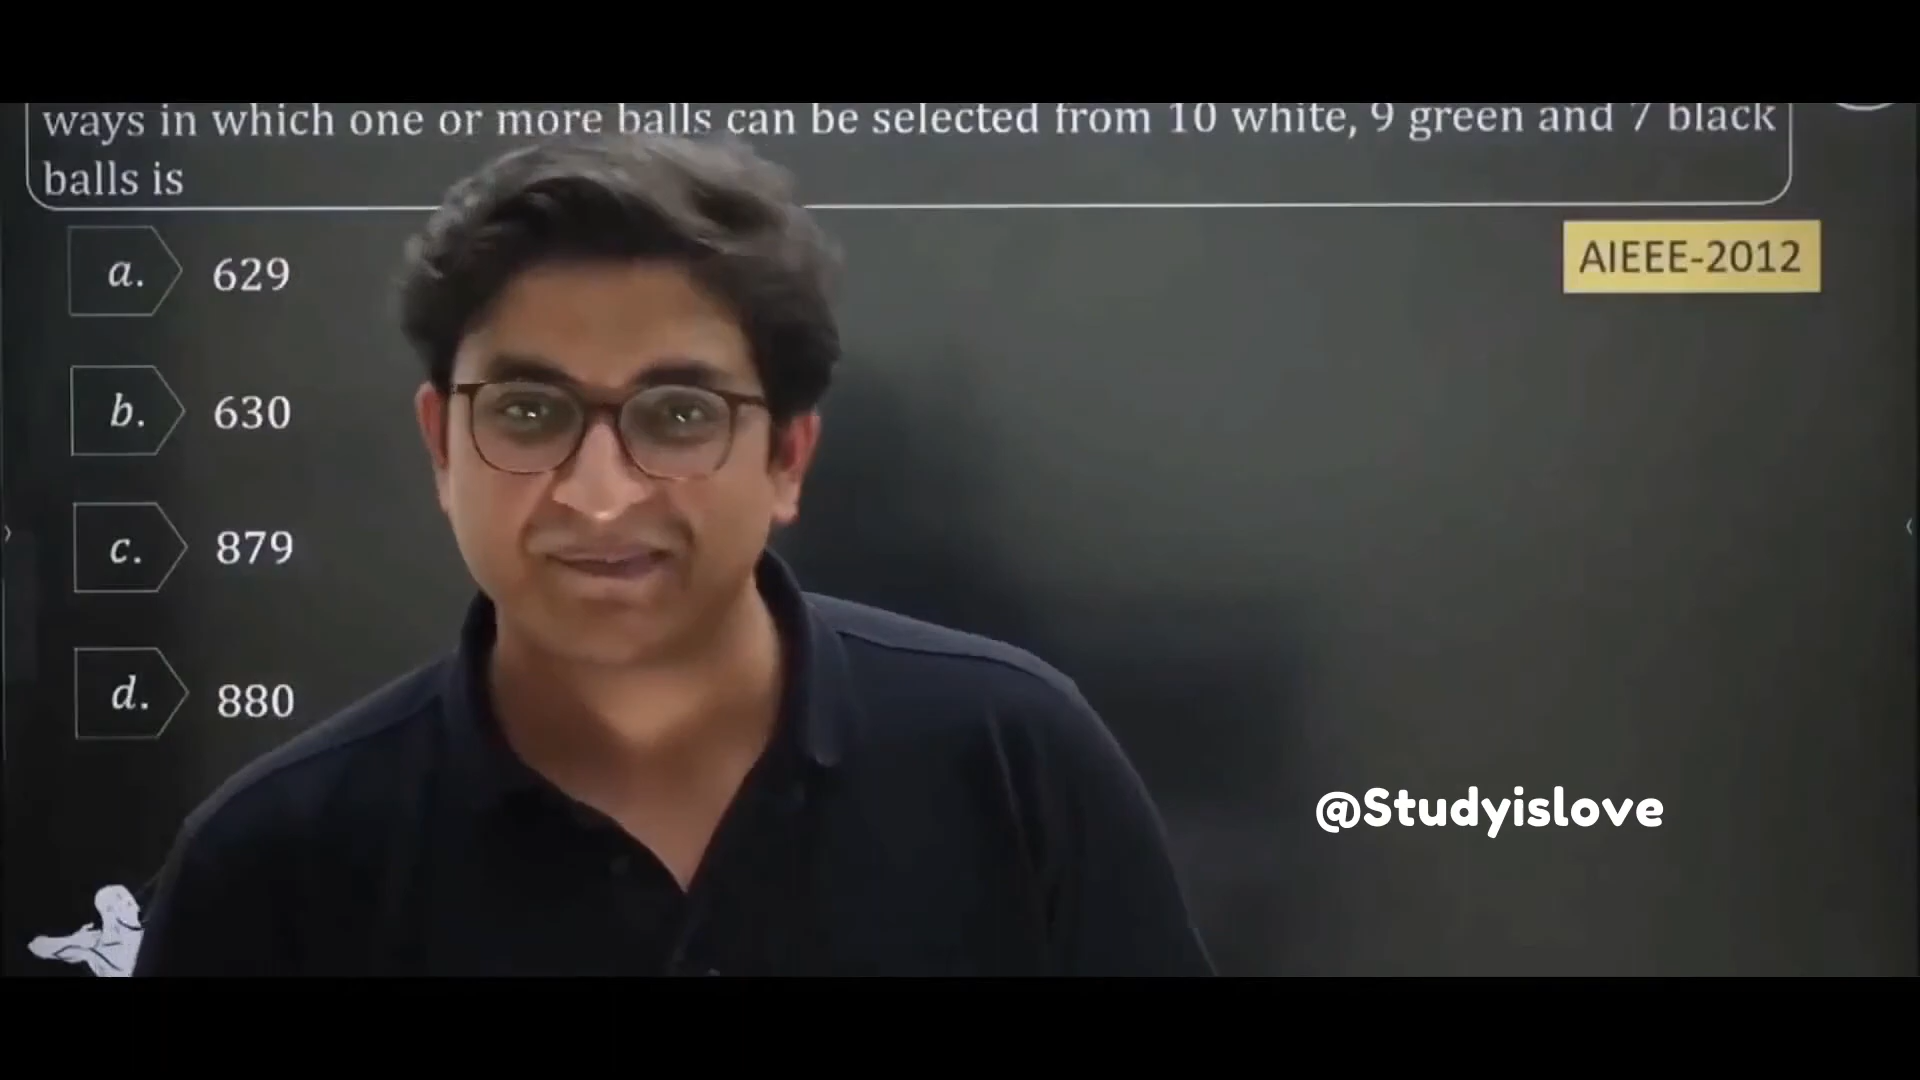 ways in which one or more balls can be selected from 10 white, 9 green and 7 black
balls is
AIEEE-2012
a. 629
b. 630
c. 879
d. 880
@Studyislove